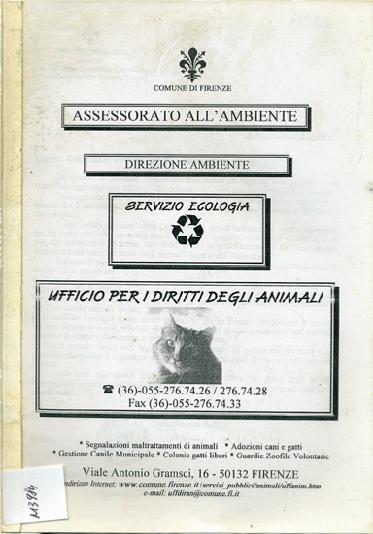 COMUNE DI FIRENZE
ASSESSORATO ALL'AMBIENTE
DIREZIONE AMBIENTE
SERVIZIO ECOLOGIA
UFFICIO PER I DIRITTI DEGLI ANIMALI
☎ (36)-055-276.74.26 / 276.74.28
Fax (36)-055-276.74.33
* Segnalazioni maltrattamenti di animali * Adozioni cani e gatti
* Gestione Canile Municipale * Colonie gatti liberi * Guardie Zoofile Volontarie
Viale Antonio Gramsci, 16 - 50132 FIRENZE
Indirizzo Internet: www.comune.firenze.it/servizi_pubblici/animali/uffanim.htm
e-mail: uffdiran@comune.fi.it